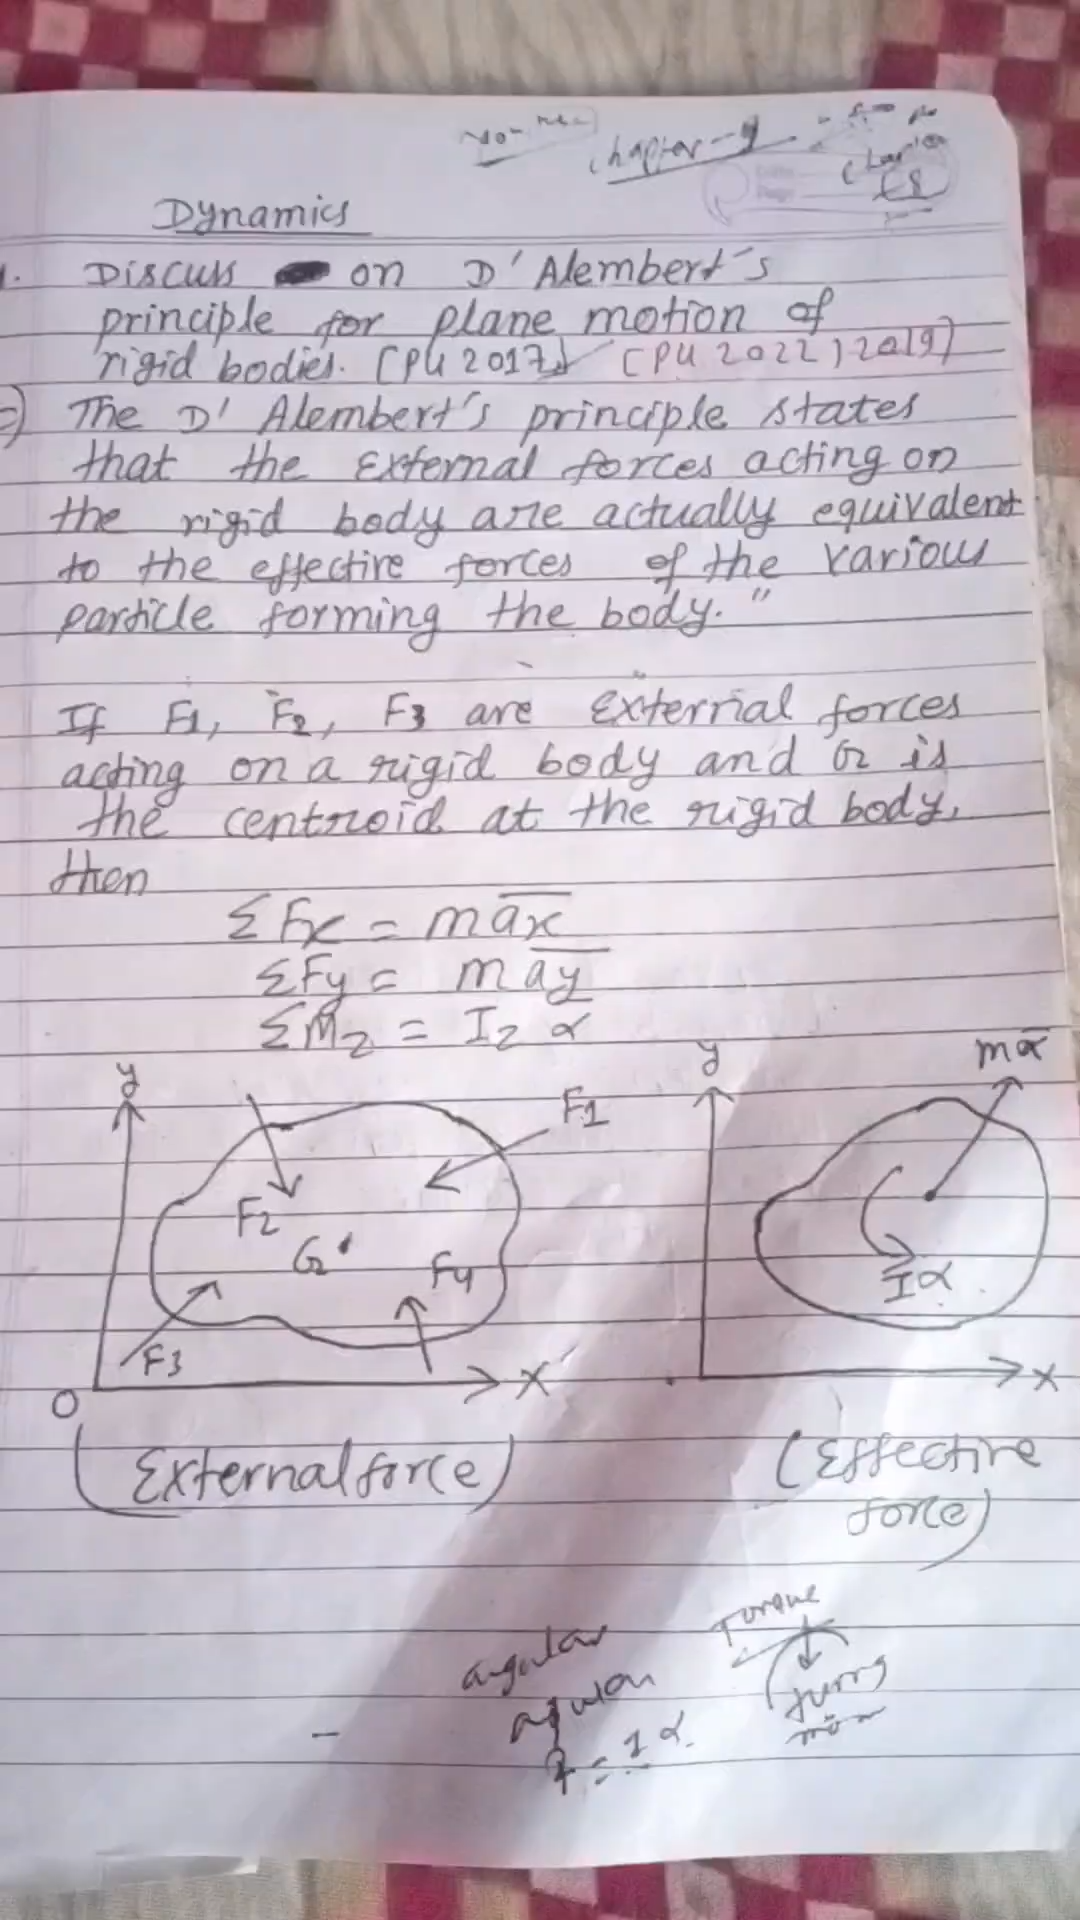 chapter-9
Dynamics
1. Discuss on D'Alembert's
principle for plane motion of
rigid bodies. [PU 2017] (PU 2022, 2019)
=) The D' Alembert's principle states
that the External forces acting on
the rigid body are actually equivalent
to the effective forces of the various
particle forming the body."
If F1, F2, F3 are External forces
acting on a rigid body and G is
the centroid at the rigid body,
then
ΣFx = m a̅x̅
ΣFy = m a̅y̅
ΣMz = Iz α
y
F1
F2
G
F4
F3
O
x
(External force)
y
ma̅
Iα
x
(Effective
force)
Torque
angular
= Iα